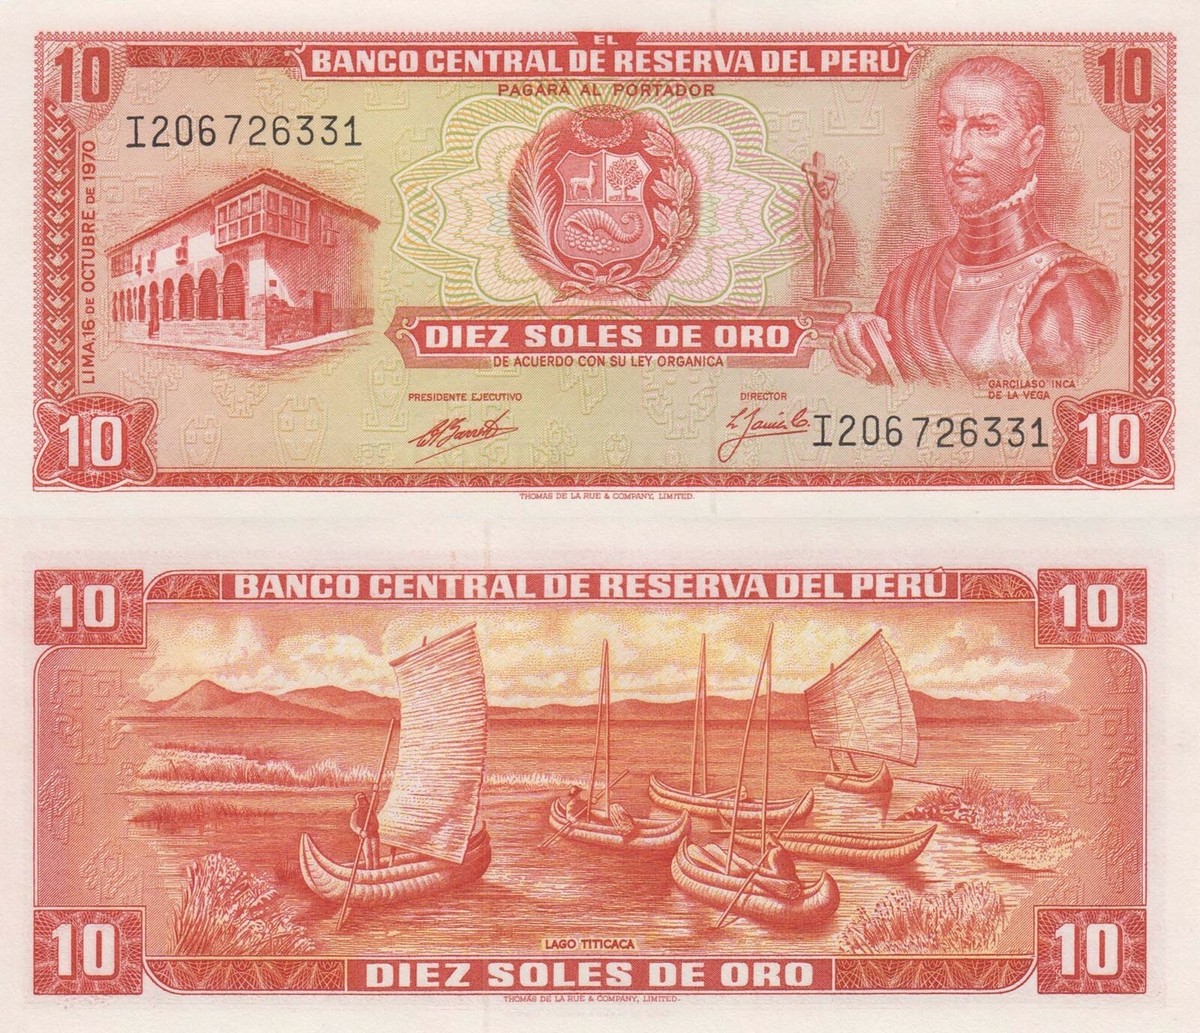 10
EL
BANCO CENTRAL DE RESERVA DEL PERÚ
10
PAGARÁ AL PORTADOR
I206726331
LIMA,16 DE OCTUBRE DE 1970
DIEZ SOLES DE ORO
DE ACUERDO CON SU LEY ORGANICA
GARCILASO INCA
DE LA VEGA
PRESIDENTE EJECUTIVO
DIRECTOR
I206726331
10
10
THOMAS DE LA RUE & COMPANY, LIMITED.
10
BANCO CENTRAL DE RESERVA DEL PERÚ
10
LAGO TITICACA
10
DIEZ SOLES DE ORO
10
THOMAS DE LA RUE & COMPANY, LIMITED.